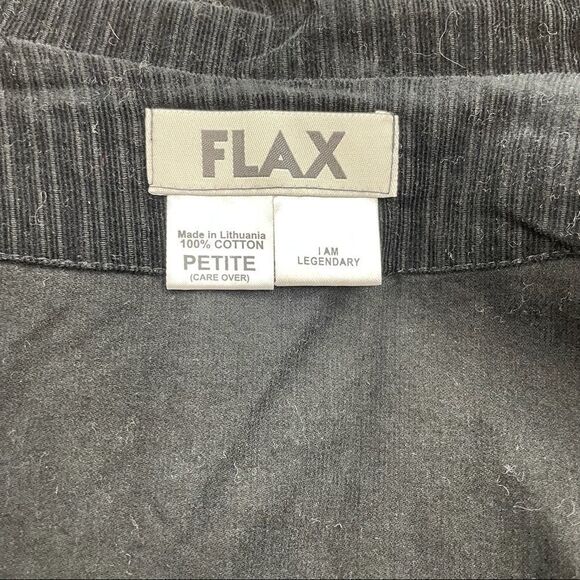 FLAX
Made in Lithuania
100% COTTON
PETITE
(CARE OVER)
I AM
LEGENDARY